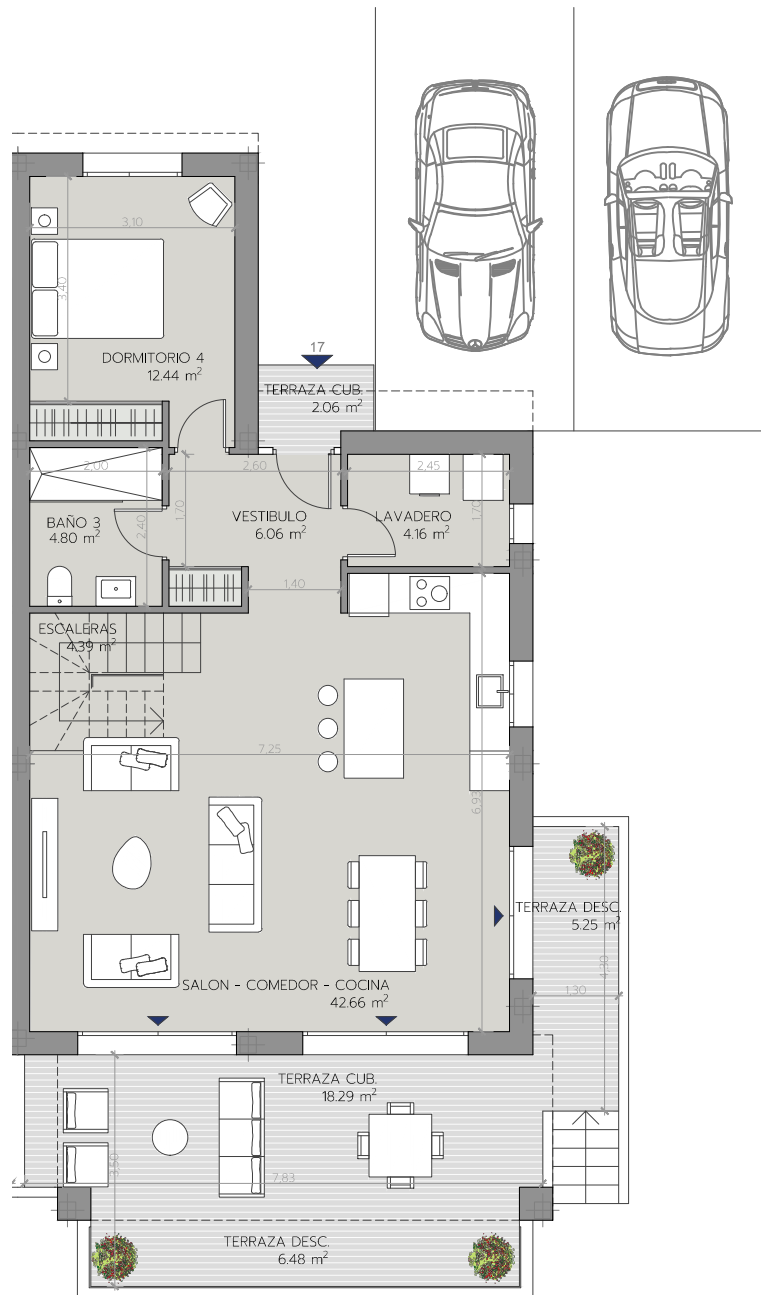 3,10
3,40
DORMITORIO 4
12.44 m²
17
TERRAZA CUB.
2.06 m²
2,00
2,60
2,45
BAÑO 3
4.80 m²
2,40
1,70
VESTIBULO
6.06 m²
LAVADERO
4.16 m²
1,70
1,40
ESCALERAS
4.39 m²
7,25
6,93
TERRAZA DESC.
5.25 m²
4,30
1,30
SALON - COMEDOR - COCINA
42.66 m²
TERRAZA CUB.
18.29 m²
3,50
7,83
TERRAZA DESC.
6.48 m²